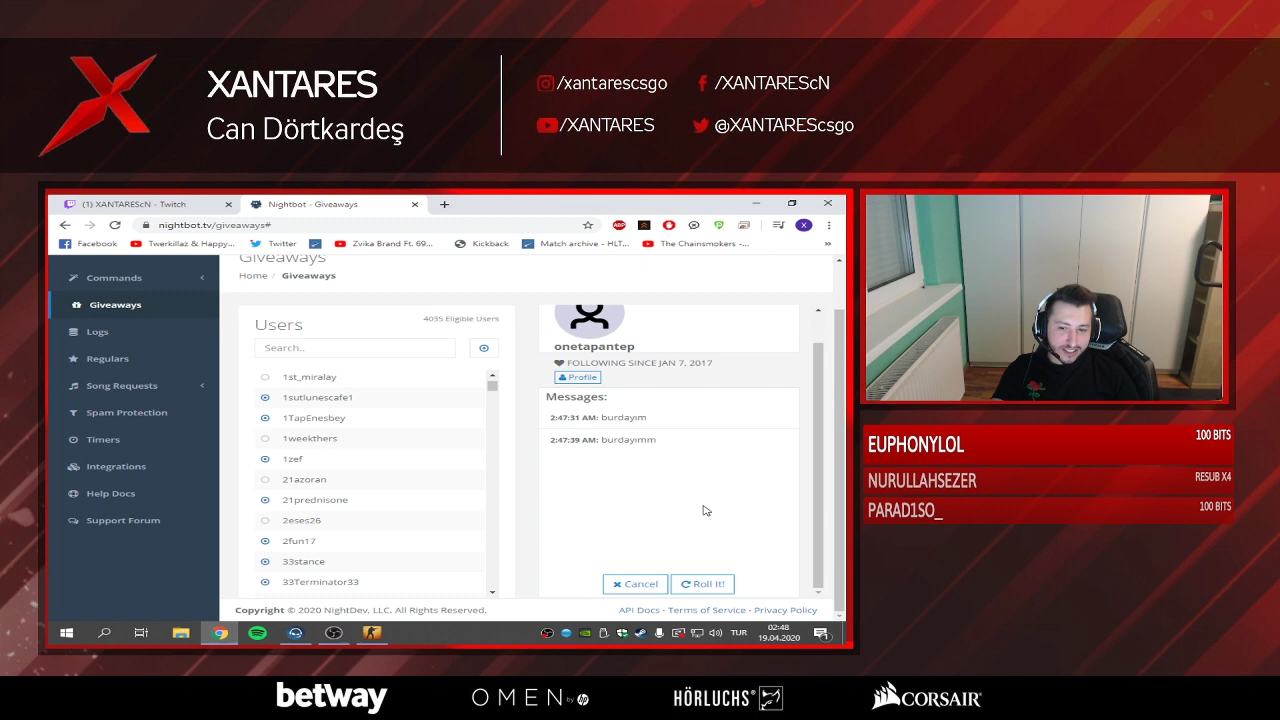 XANTARES
Can Dörtkardeş
/xantarescsgo
/XANTAREScN
/XANTARES
@XANTAREScsgo
(1) XANTAREScN - Twitch
Nightbot - Giveaways
nightbot.tv/giveaways#
ABP
X
Facebook
Twerkillaz & Happy...
Twitter
Zvika Brand Ft. 69...
Kickback
Match archive - HLT...
The Chainsmokers -...
»
Commands
Giveaways
Logs
Regulars
Song Requests
Spam Protection
Timers
Integrations
Help Docs
Support Forum
Giveaways
Home / Giveaways
Users
4035 Eligible Users
Search..
1st_miralay
1sutlunescafe1
1TapEnesbey
1weekthers
1zef
21azoran
21prednisone
2eses26
2fun17
33stance
33Terminator33
onetapantep
FOLLOWING SINCE JAN 7, 2017
Profile
Messages:
2:47:31 AM: burdayım
2:47:39 AM: burdayımm
Cancel
Roll It!
Copyright © 2020 NightDev, LLC. All Rights Reserved.
API Docs - Terms of Service - Privacy Policy
TUR
02:48
19.04.2020
EUPHONYLOL
100 BITS
NURULLAHSEZER
RESUB X4
PARAD1SO_
100 BITS
betway
OMEN by hp
HÖRLUCHS®
CORSAIR